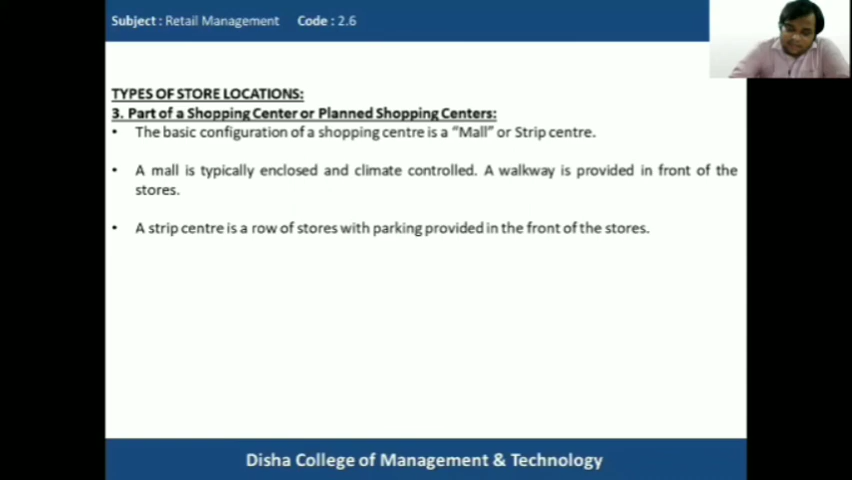 Subject : Retail Management Code : 2.6
TYPES OF STORE LOCATIONS:
3. Part of a Shopping Center or Planned Shopping Centers:
• The basic configuration of a shopping centre is a “Mall” or Strip centre.
• A mall is typically enclosed and climate controlled. A walkway is provided in front of the
stores.
• A strip centre is a row of stores with parking provided in the front of the stores.
Disha College of Management & Technology